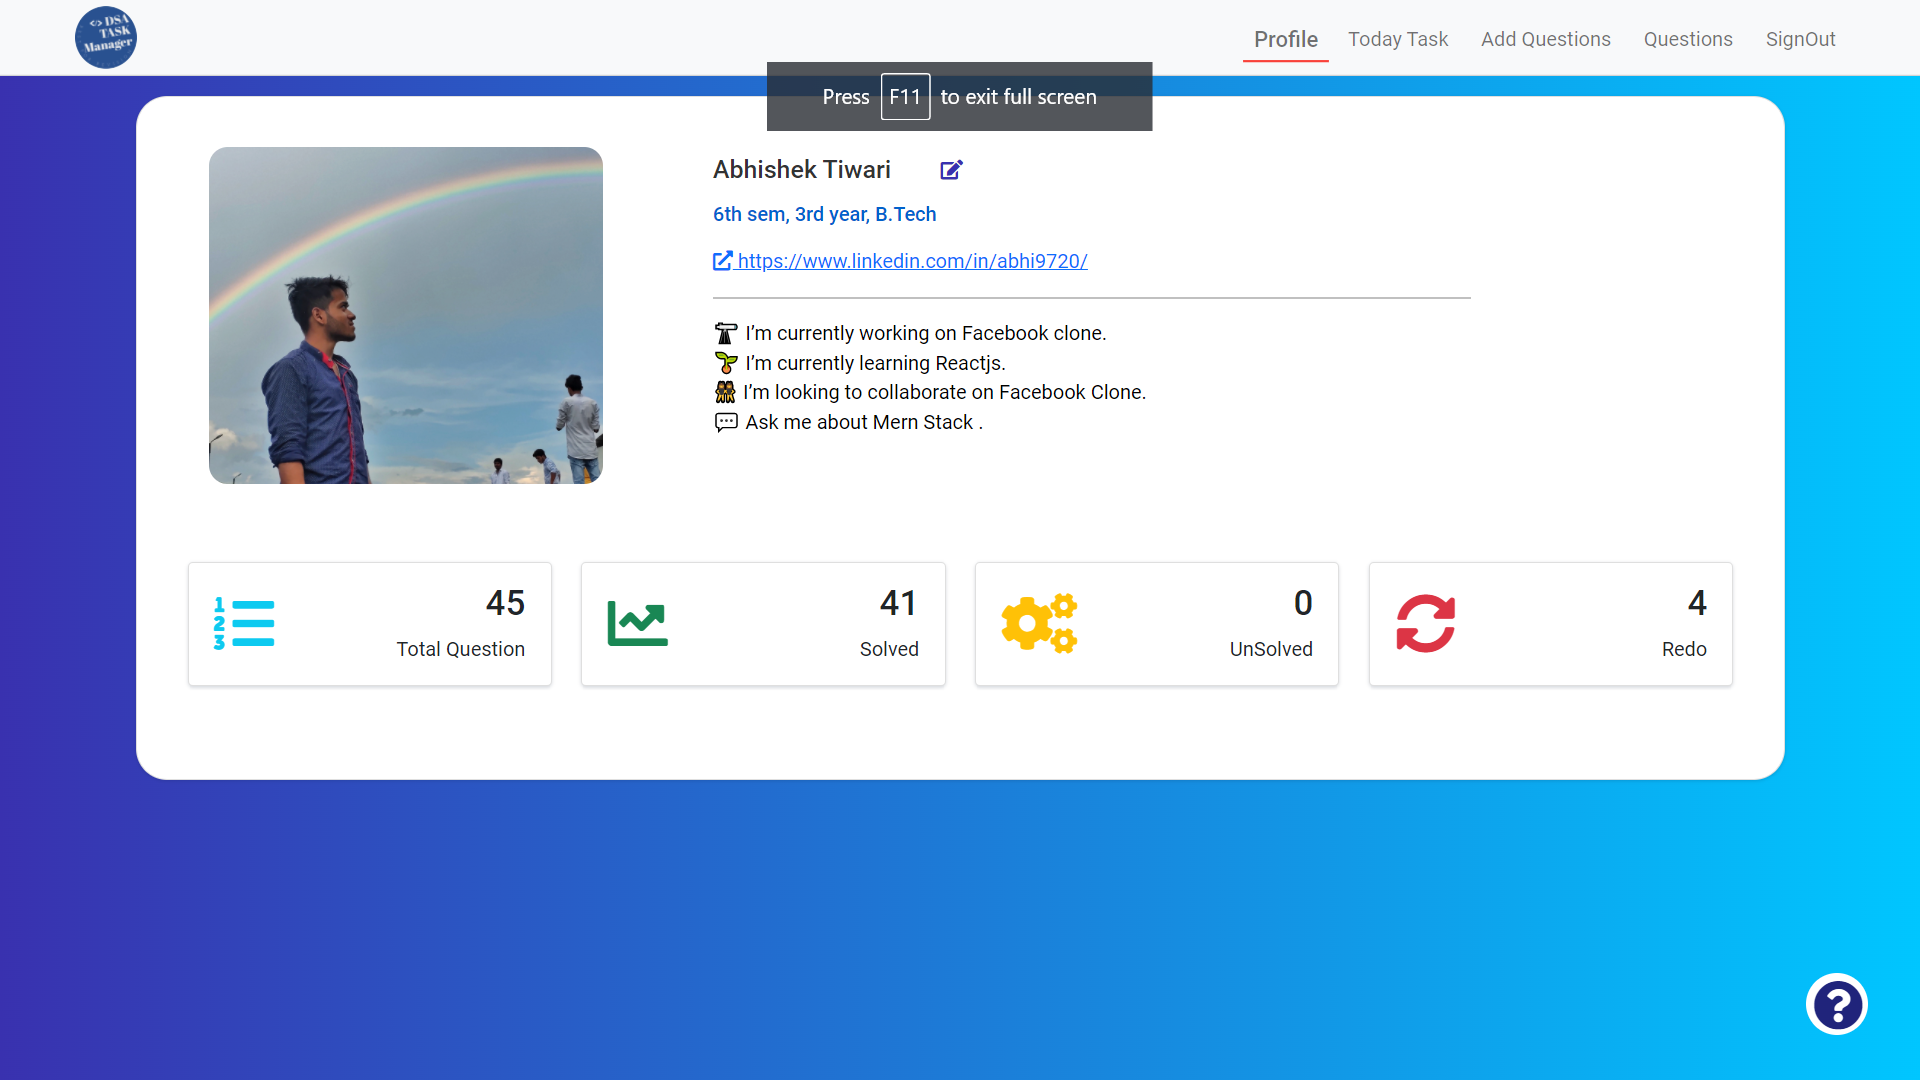 <> DSA
TASK
Manager
Profile
Today Task
Add Questions
Questions
SignOut
Press F11 to exit full screen
Abhishek Tiwari
6th sem, 3rd year, B.Tech
https://www.linkedin.com/in/abhi9720/
I’m currently working on Facebook clone.
I’m currently learning Reactjs.
I’m looking to collaborate on Facebook Clone.
Ask me about Mern Stack .
1
2
3
45
Total Question
41
Solved
0
UnSolved
4
Redo
?